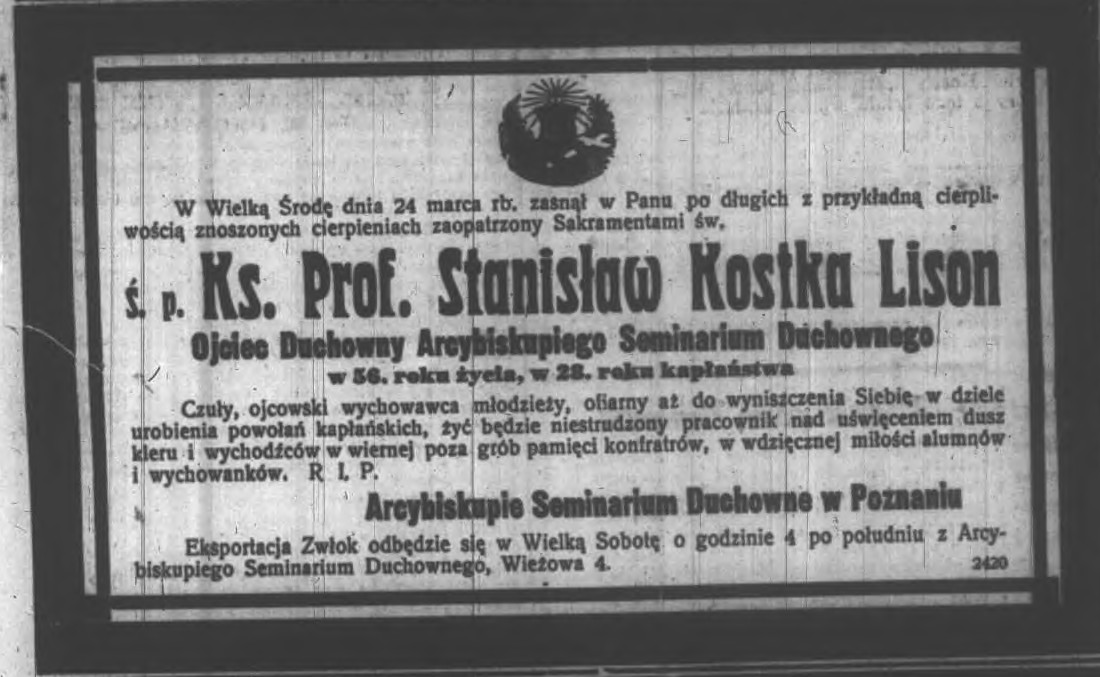 W Wielką Środę dnia 24 marca rb. zasnął w Panu po długich z przykładną cierpli-
wością znoszonych cierpieniach zaopatrzony Sakramentami św.
ś. p. Ks. Prof. Stanisław Kostka Lison
Ojciec Duchowny Arcybiskupiego Seminarium Duchownego
w 56. roku życia, w 28. roku kapłaństwa
Czuły, ojcowski wychowawca młodzieży, ofiarny aż do wyniszczenia Siebie w dziele
urobienia powołań kapłańskich, żyć będzie niestrudzony pracownik nad uświęceniem dusz
kleru i wychodźców w wiernej poza grób pamięci konfratrów, w wdzięcznej miłości alumnów
i wychowanków. R I. P.
Arcybiskupie Seminarium Duchowne w Poznaniu
Eksportacja Zwłok odbędzie się w Wielką Sobotę o godzinie 4 po południu z Arcy-
biskupiego Seminarium Duchownego, Wieżowa 4.
2420